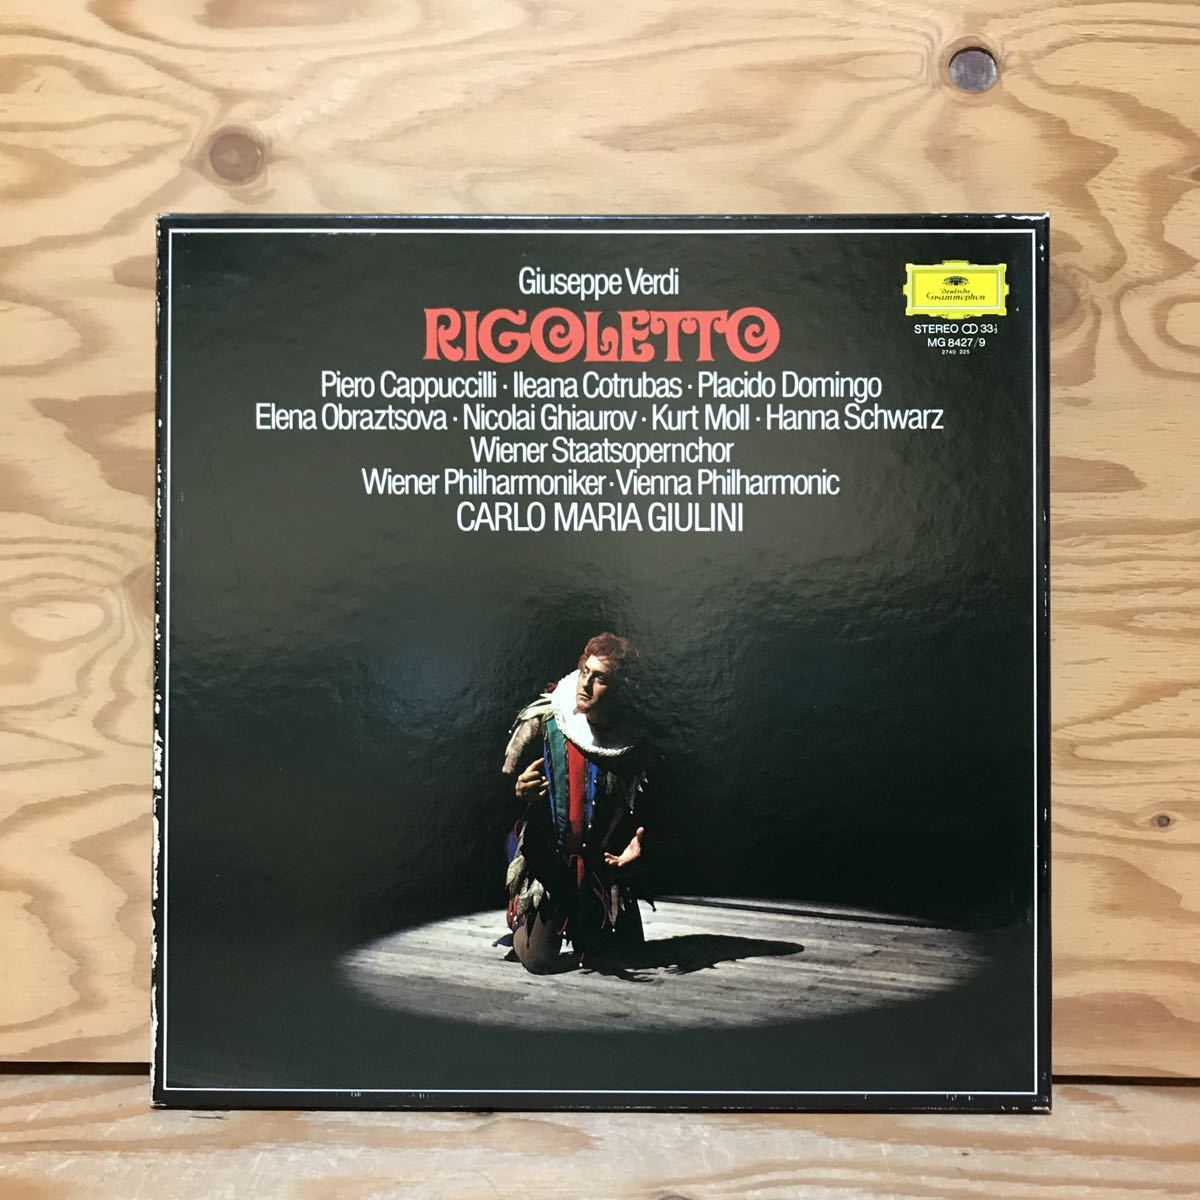 Giuseppe Verdi
RIGOLETTO
Piero Cappuccilli · Ileana Cotrubas · Placido Domingo
Elena Obraztsova · Nicolai Ghiaurov · Kurt Moll · Hanna Schwarz
Wiener Staatsopernchor
Wiener Philharmoniker · Vienna Philharmonic
CARLO MARIA GIULINI
Deutsche
Grammophon
STEREO 33⅓
MG 8427/9
2740 225